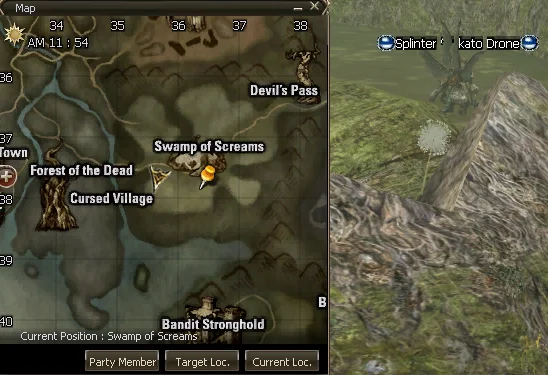 Map
34 35 36 37 38
AM 11 : 54
Splinter Stakato Drone
36
Devil's Pass
37
Swamp of Screams
Town
Forest of the Dead
38
Cursed Village
39
B
40
Bandit Stronghold
Current Position : Swamp of Screams
Party Member Target Loc. Current Loc.